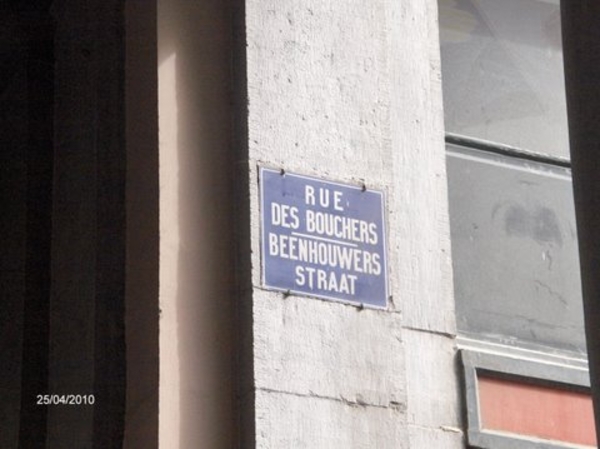 RUE
DES BOUCHERS
BEENHOUWERS
STRAAT
25/04/2010